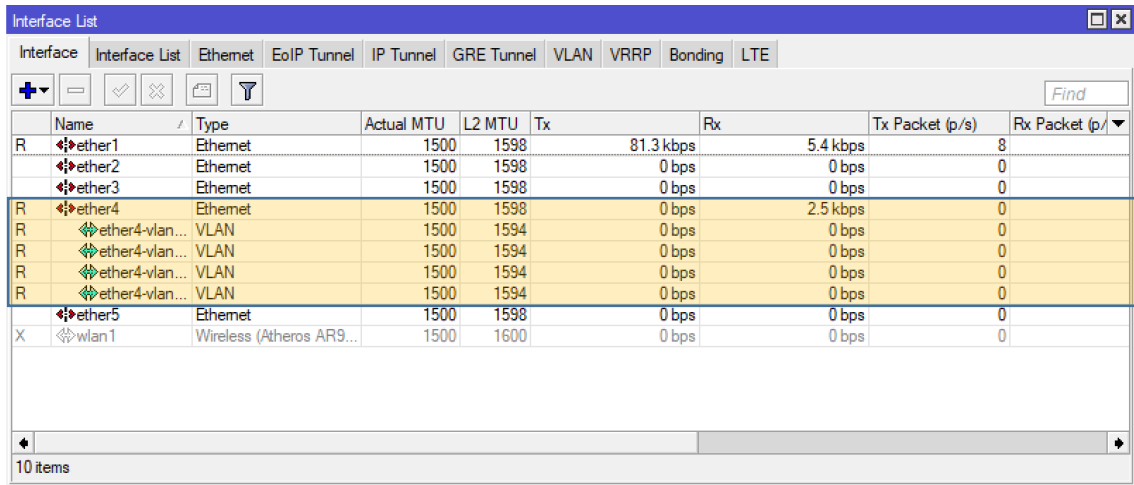 Interface List
Interface Interface List Ethernet EoIP Tunnel IP Tunnel GRE Tunnel VLAN VRRP Bonding LTE
Find
Name Type Actual MTU L2 MTU Tx Rx Tx Packet (p/s) Rx Packet (p/
R ether1 Ethernet 1500 1598 81.3 kbps 5.4 kbps 8
ether2 Ethernet 1500 1598 0 bps 0 bps 0
ether3 Ethernet 1500 1598 0 bps 0 bps 0
R ether4 Ethernet 1500 1598 0 bps 2.5 kbps 0
R ether4-vlan... VLAN 1500 1594 0 bps 0 bps 0
R ether4-vlan... VLAN 1500 1594 0 bps 0 bps 0
R ether4-vlan... VLAN 1500 1594 0 bps 0 bps 0
R ether4-vlan... VLAN 1500 1594 0 bps 0 bps 0
ether5 Ethernet 1500 1598 0 bps 0 bps 0
X wlan1 Wireless (Atheros AR9... 1500 1600 0 bps 0 bps 0
10 items